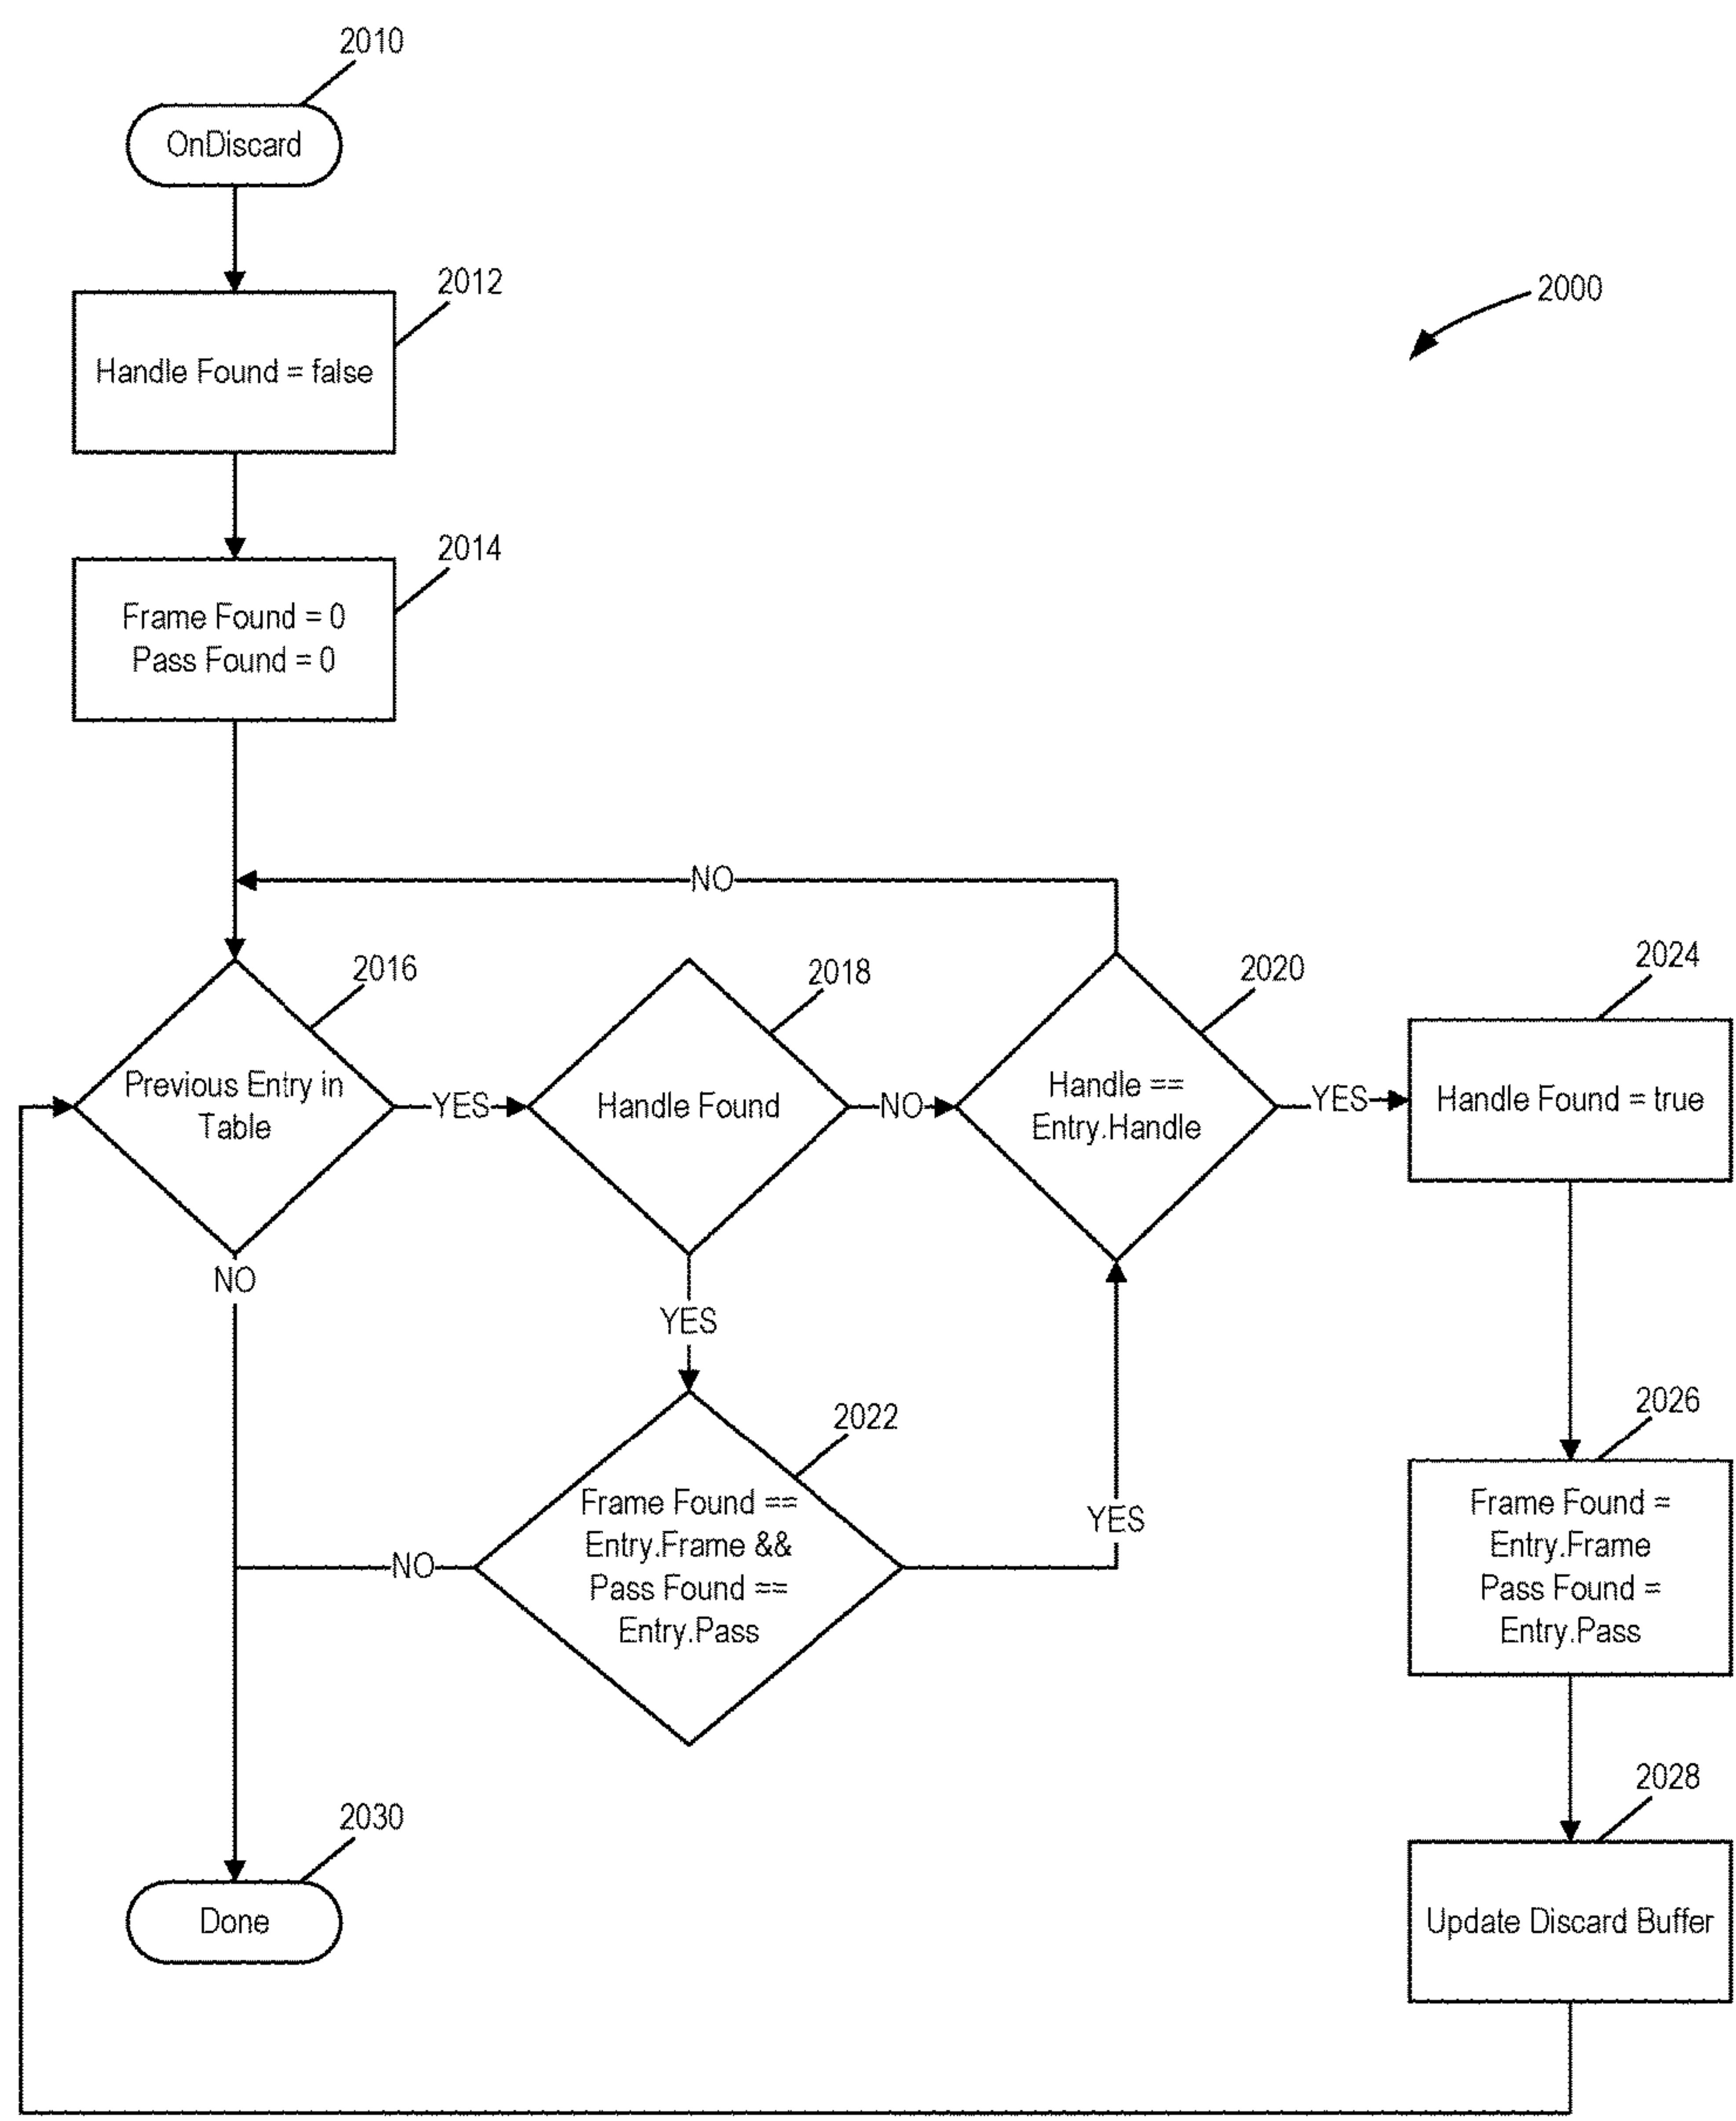 2010
OnDiscard
2012
2000
Handle Found = false
2014
Frame Found = 0
Pass Found = 0
NO
2016
2018
2020
2024
Previous Entry in
Table
YES
Handle Found
NO
Handle ==
Entry.Handle
YES
Handle Found = true
NO
YES
2022
2026
Frame Found ==
Entry.Frame &&
Pass Found ==
Entry.Pass
NO
YES
Frame Found =
Entry.Frame
Pass Found =
Entry.Pass
2028
2030
Done
Update Discard Buffer